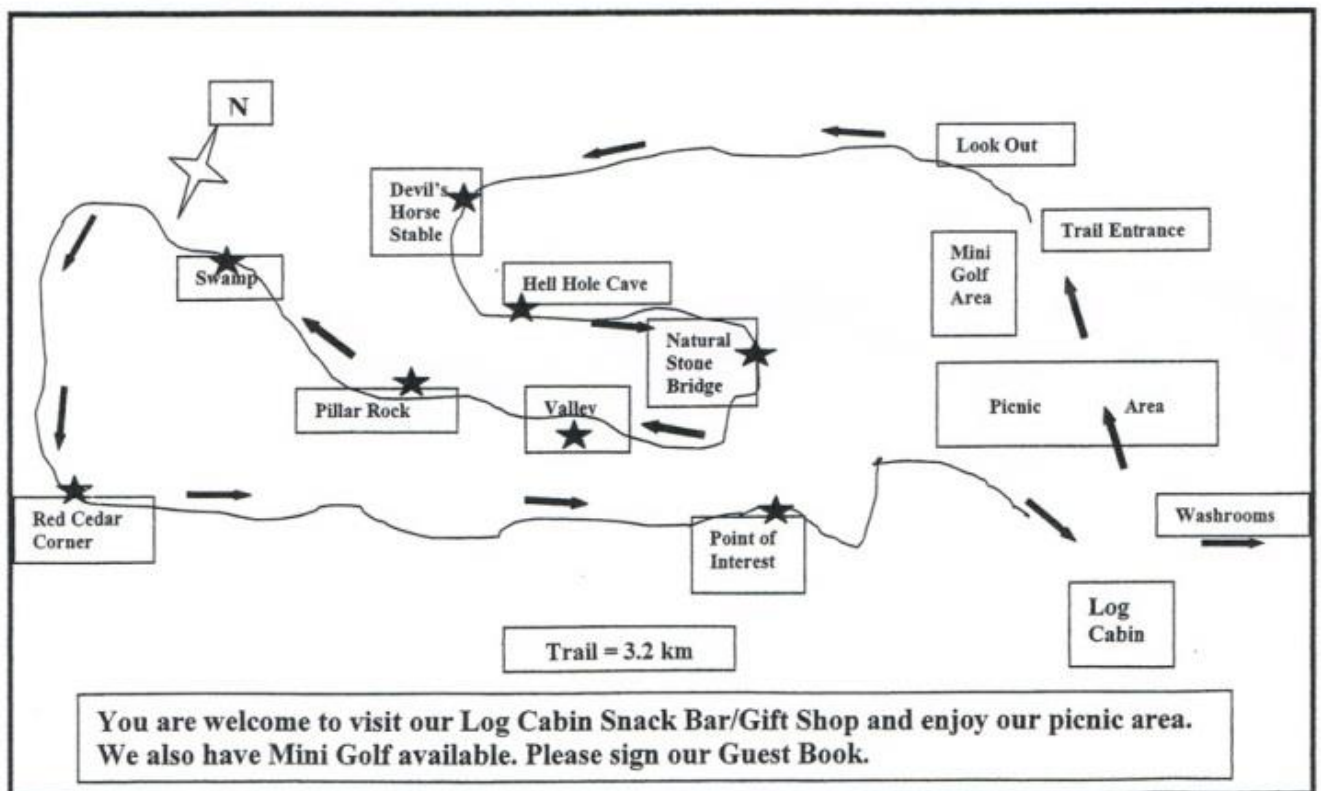 N
Look Out
Devil's
Horse
Stable
Trail Entrance
Mini
Golf
Area
Swamp
Hell Hole Cave
Natural
Stone
Bridge
Pillar Rock
Valley
Picnic Area
Red Cedar
Corner
Point of
Interest
Washrooms
Log
Cabin
Trail = 3.2 km
You are welcome to visit our Log Cabin Snack Bar/Gift Shop and enjoy our picnic area.
We also have Mini Golf available. Please sign our Guest Book.